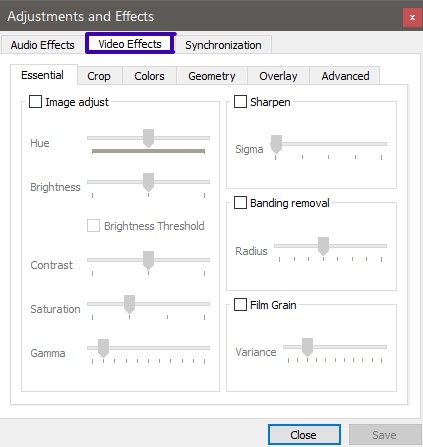 Adjustments and Effects
Audio Effects Video Effects Synchronization
Essential Crop Colors Geometry Overlay Advanced
Image adjust
Hue
Brightness
Brightness Threshold
Contrast
Saturation
Gamma
Sharpen
Sigma
Banding removal
Radius
Film Grain
Variance
Close Save